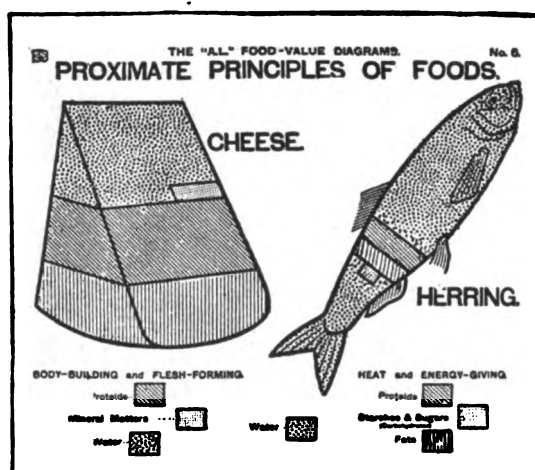 THE "A.L." FOOD-VALUE DIAGRAMS. No. 6.
PROXIMATE PRINCIPLES OF FOODS.
CHEESE.
HERRING.
BODY-BUILDING and FLESH-FORMING
HEAT and ENERGY-GIVING
Proteids
Proteids
Mineral Matters
Starches & Sugars
(Carbohydrates)
Water
Water
Fats